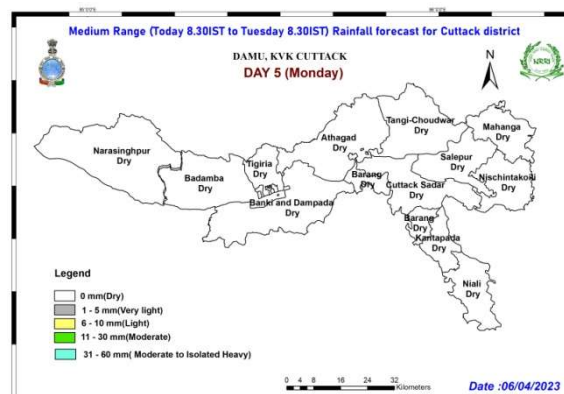 Medium Range (Today 8.30IST to Tuesday 8.30IST) Rainfall forecast for Cuttack district
DAMU, KVK CUTTACK
DAY 5 (Monday)
N
NRRI
Tangi-Choudwar
Dry
Mahanga
Dry
Athagad
Dry
Narasinghpur
Dry
Badamba
Dry
Tigiria
Dry
Salepur
Dry
Nischintakoili
Dry
Barang
Dry
Cuttack Sadar
Dry
Banki and Dampada
Dry
Barang
Dry
Kantapada
Dry
Niali
Dry
Legend
0 mm(Dry)
1 - 5 mm(Very light)
6 - 10 mm(Light)
11 - 30 mm(Moderate)
31 - 60 mm( Moderate to Isolated Heavy)
0 4 8 16 24 32
Kilometers
Date :06/04/2023